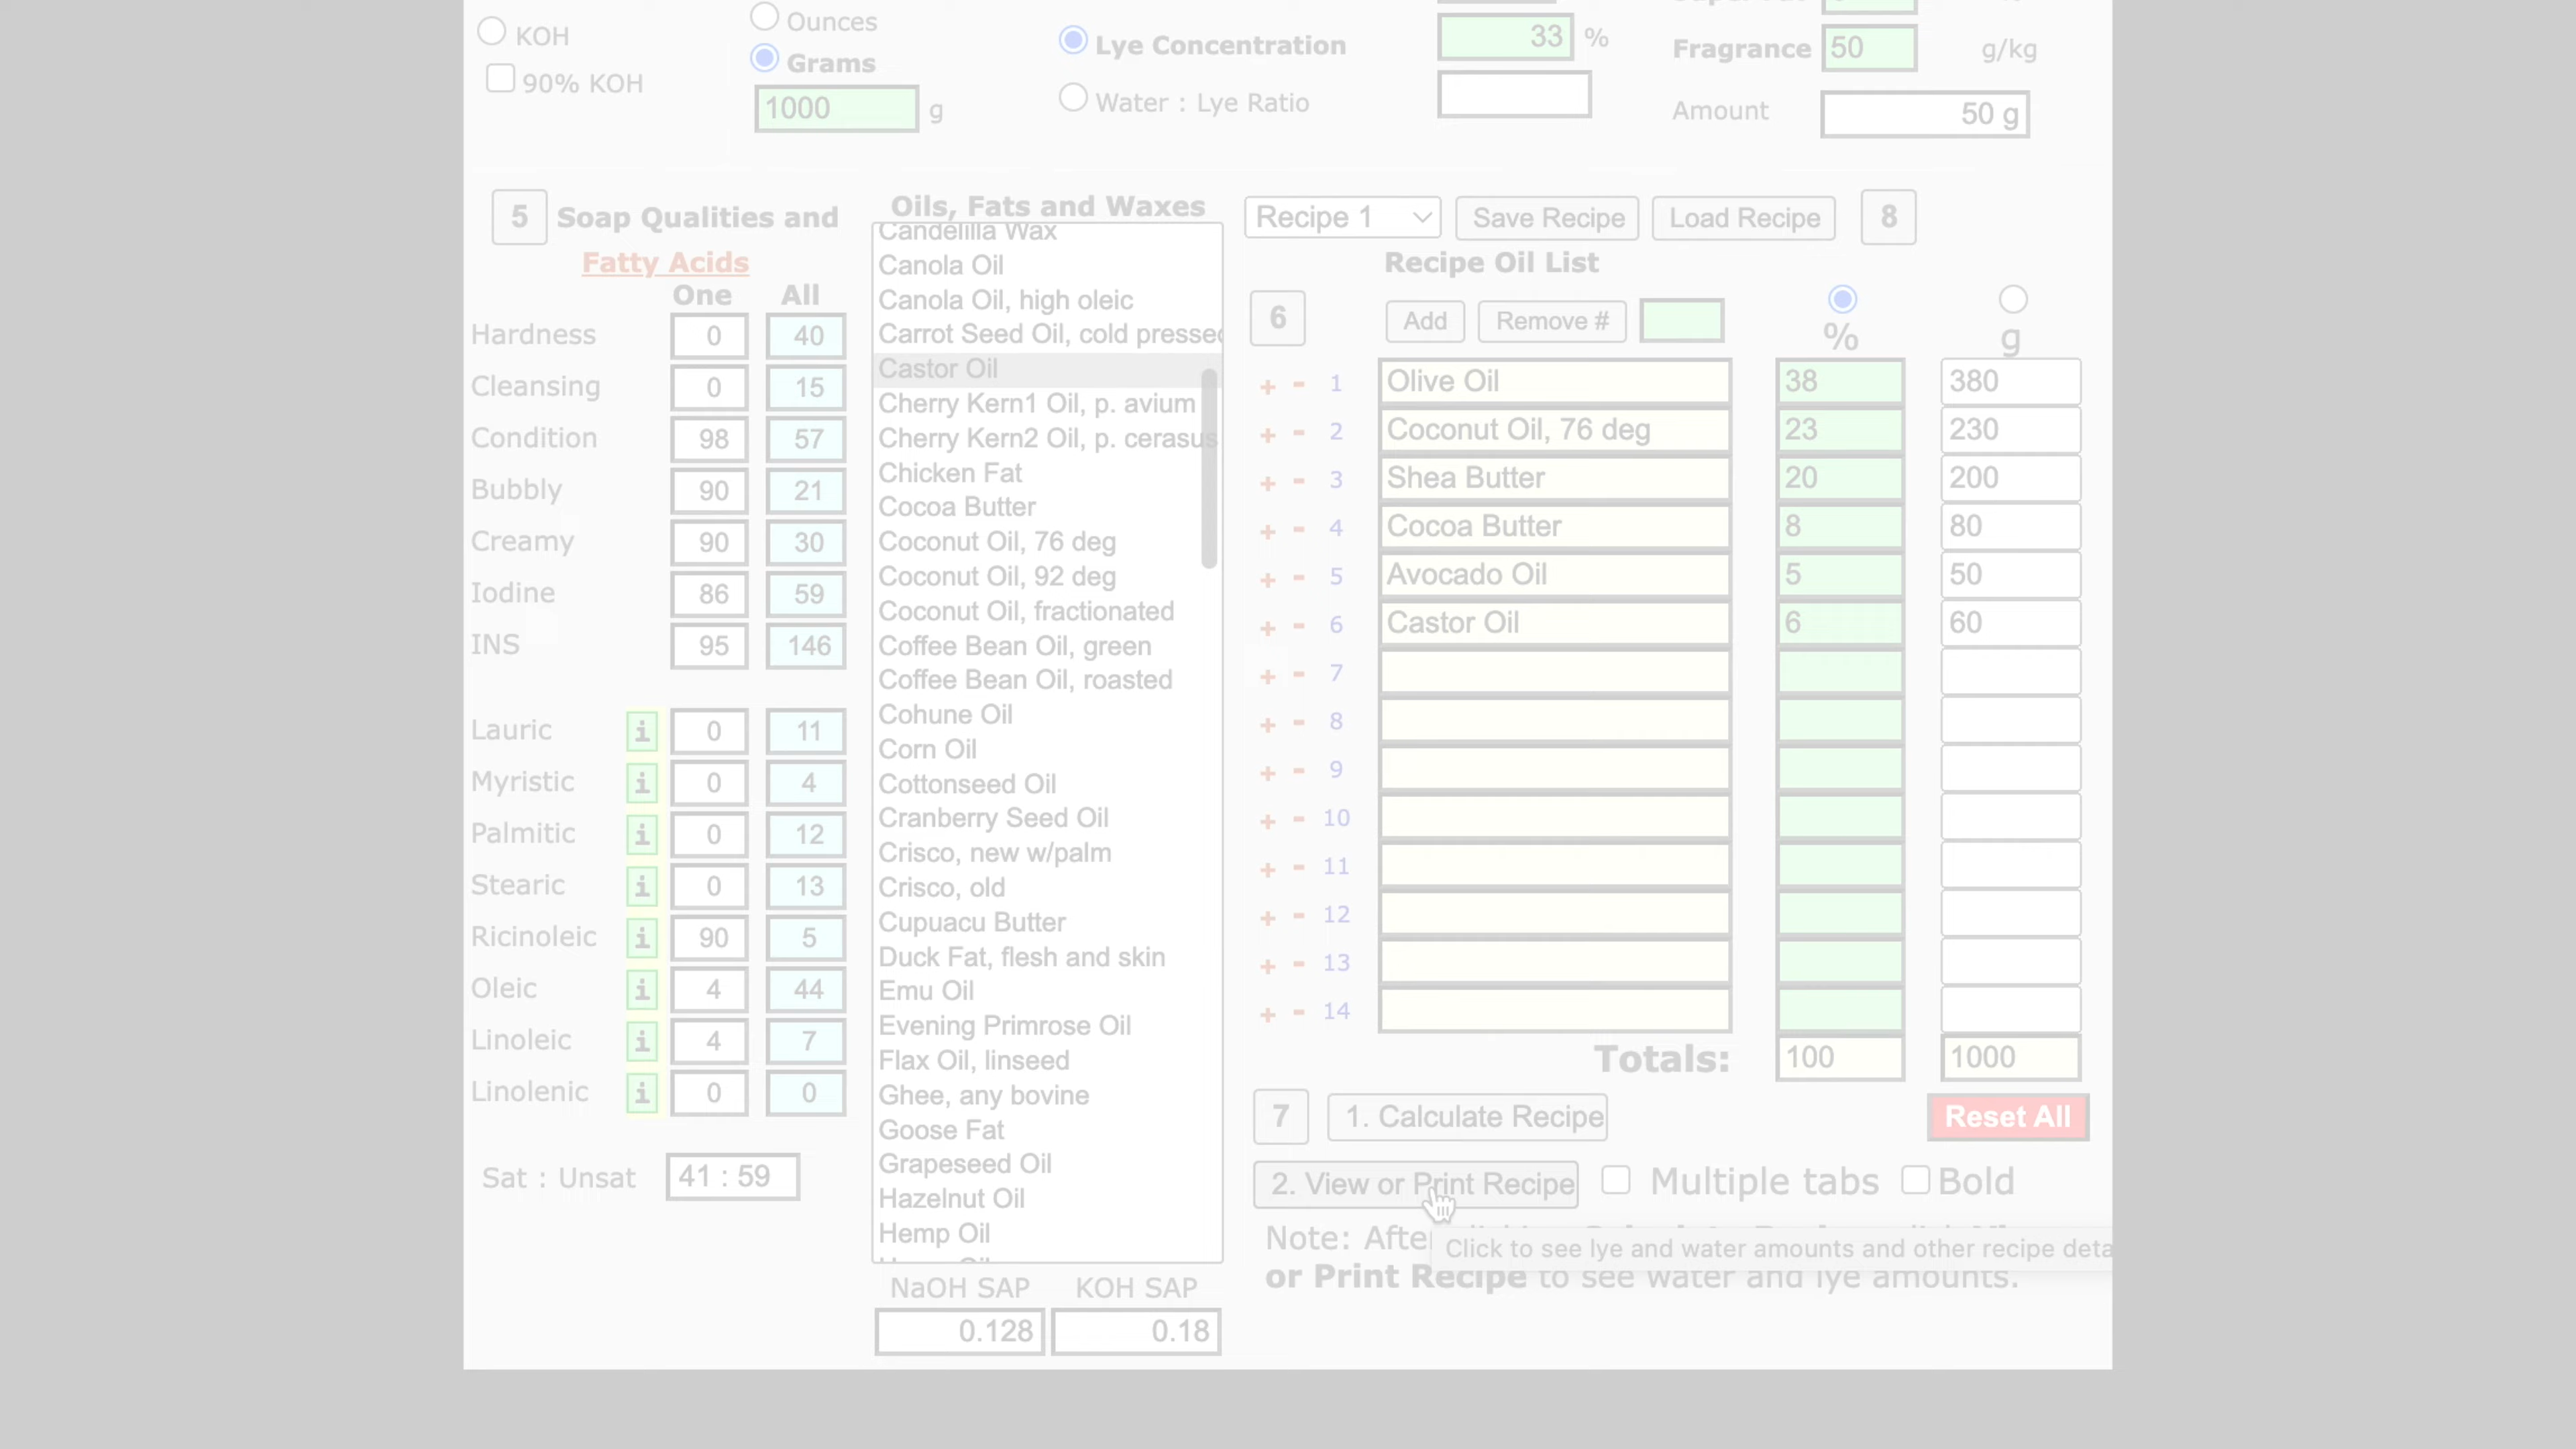 KOH
90% KOH
Ounces
Grams
1000 g
Lye Concentration
Water : Lye Ratio
33 %
Fragrance 50 g/kg
Amount 50 g
5 Soap Qualities and
Fatty Acids
One All
Hardness 0 40
Cleansing 0 15
Condition 98 57
Bubbly 90 21
Creamy 90 30
Iodine 86 59
INS 95 146
Lauric i 0 11
Myristic i 0 4
Palmitic i 0 12
Stearic i 0 13
Ricinoleic i 90 5
Oleic i 4 44
Linoleic i 4 7
Linolenic i 0 0
Sat : Unsat 41 : 59
Oils, Fats and Waxes
Candelilla Wax
Canola Oil
Canola Oil, high oleic
Carrot Seed Oil, cold pressed
Castor Oil
Cherry Kern1 Oil, p. avium
Cherry Kern2 Oil, p. cerasus
Chicken Fat
Cocoa Butter
Coconut Oil, 76 deg
Coconut Oil, 92 deg
Coconut Oil, fractionated
Coffee Bean Oil, green
Coffee Bean Oil, roasted
Cohune Oil
Corn Oil
Cottonseed Oil
Cranberry Seed Oil
Crisco, new w/palm
Crisco, old
Cupuacu Butter
Duck Fat, flesh and skin
Emu Oil
Evening Primrose Oil
Flax Oil, linseed
Ghee, any bovine
Goose Fat
Grapeseed Oil
Hazelnut Oil
Hemp Oil
NaOH SAP KOH SAP
0.128 0.18
Recipe 1 Save Recipe Load Recipe 8
Recipe Oil List
6 Add Remove # % g
+ - 1 Olive Oil 38 380
+ - 2 Coconut Oil, 76 deg 23 230
+ - 3 Shea Butter 20 200
+ - 4 Cocoa Butter 8 80
+ - 5 Avocado Oil 5 50
+ - 6 Castor Oil 6 60
+ - 7
+ - 8
+ - 9
+ - 10
+ - 11
+ - 12
+ - 13
+ - 14
Totals: 100 1000
7 1. Calculate Recipe Reset All
2. View or Print Recipe Multiple tabs Bold
Note: After
Click to see lye and water amounts and other recipe deta
or Print Recipe to see water and lye amounts.